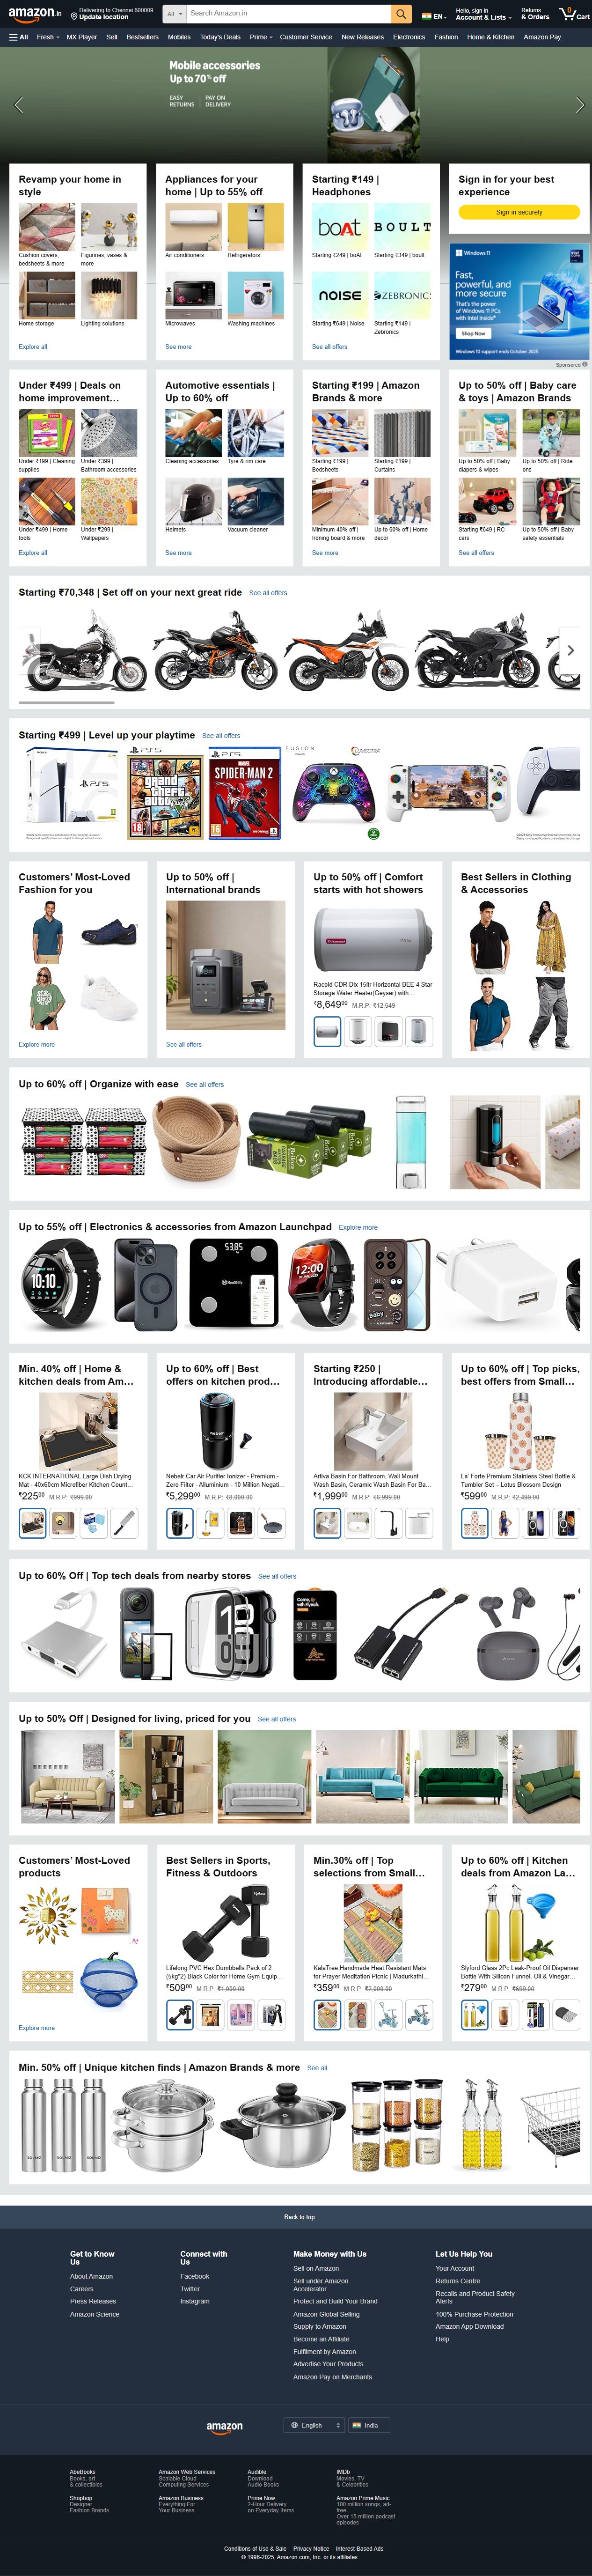 amazon.in
Delivering to Chennai 600009
Update location
All
Search Amazon.in
EN
Hello, sign in
Account & Lists
Returns
& Orders
0
Cart
All
Fresh
MX Player
Sell
Bestsellers
Mobiles
Today's Deals
Prime
Customer Service
New Releases
Electronics
Fashion
Home & Kitchen
Amazon Pay
Mobile accessories
Up to 70% off
EASY
RETURNS
PAY ON
DELIVERY
Revamp your home in
style
Cushion covers,
bedsheets & more
Figurines, vases &
more
Home storage
Lighting solutions
Explore all
Appliances for your
home | Up to 55% off
Air conditioners
Refrigerators
Microwaves
Washing machines
See more
Starting ₹149 |
Headphones
boAt
BOULT
Starting ₹249 | boAt
Starting ₹349 | boult
noise
ZEBRONICS
Starting ₹649 | Noise
Starting ₹149 |
Zebronics
See all offers
Sign in for your best
experience
Sign in securely
Windows 11
Fast,
powerful, and
more secure
That's the power
of Windows 11 PCs
with Intel Inside®
Shop Now
Windows 10 support ends October 2025
Sponsored
Under ₹499 | Deals on
home improvement…
Under ₹199 | Cleaning
supplies
Under ₹399 |
Bathroom accessories
Under ₹499 | Home
tools
Under ₹299 |
Wallpapers
Explore all
Automotive essentials |
Up to 60% off
Cleaning accessories
Tyre & rim care
Helmets
Vacuum cleaner
See more
Starting ₹199 | Amazon
Brands & more
Starting ₹199 |
Bedsheets
Starting ₹199 |
Curtains
Minimum 40% off |
Ironing board & more
Up to 60% off | Home
decor
See more
Up to 50% off | Baby care
& toys | Amazon Brands
Up to 50% off | Baby
diapers & wipes
Up to 50% off | Ride
ons
Starting ₹649 | RC
cars
Up to 50% off | Baby
safety essentials
See all offers
Starting ₹70,348 | Set off on your next great ride
See all offers
Starting ₹499 | Level up your playtime
See all offers
PS5
PS5
grand theft auto V
18
PS5
MARVEL
SPIDER-MAN 2
16
FUSION
LUMECTRA
Customers' Most-Loved
Fashion for you
Explore more
Up to 50% off |
International brands
See all offers
Up to 50% off | Comfort
starts with hot showers
Racold CDR Dlx 15ltr Horizontal BEE 4 Star
Storage Water Heater(Geyser) with…
₹8,649⁰⁰ M.R.P: ₹12,549
Best Sellers in Clothing
& Accessories
Up to 60% off | Organize with ease
See all offers
Up to 55% off | Electronics & accessories from Amazon Launchpad
Explore more
10:10
53.85
12:00
Baby
Min. 40% off | Home &
kitchen deals from Am…
KCK INTERNATIONAL Large Dish Drying
Mat - 40x60cm Microfiber Kitchen Count…
₹225⁰⁰ M.R.P: ₹999.00
Up to 60% off | Best
offers on kitchen prod…
Nebelr Car Air Purifier Ionizer - Premium -
Zero Filter - Alluminium - 10 Million Negati…
₹5,299⁰⁰ M.R.P: ₹8,000.00
Starting ₹250 |
Introducing affordable…
Artiva Basin For Bathroom, Wall Mount
Wash Basin, Ceramic Wash Basin For Ba…
₹1,999⁰⁰ M.R.P: ₹6,999.00
Up to 60% off | Top picks,
best offers from Small…
La' Forte Premium Stainless Steel Bottle &
Tumbler Set – Lotus Blossom Design
₹599⁰⁰ M.R.P: ₹2,499.00
Up to 60% Off | Top tech deals from nearby stores
See all offers
Up to 50% Off | Designed for living, priced for you
See all offers
Customers' Most-Loved
products
Explore more
Best Sellers in Sports,
Fitness & Outdoors
Lifelong PVC Hex Dumbbells Pack of 2
(5kg*2) Black Color for Home Gym Equip…
₹509⁰⁰ M.R.P: ₹1,000.00
Min.30% off | Top
selections from Small…
KalaTree Handmade Heat Resistant Mats
for Prayer Meditation Picnic | Madurkathi…
₹359⁰⁰ M.R.P: ₹2,000.00
Up to 60% off | Kitchen
deals from Amazon La…
Slyford Glass 2Pc Leak-Proof Oil Dispenser
Bottle With Silicon Funnel, Oil & Vinegar…
₹279⁰⁰ M.R.P: ₹699.00
Min. 50% off | Unique kitchen finds | Amazon Brands & more
See all
SOLIMO
SOLIMO
SOLIMO
Back to top
Get to Know
Us
About Amazon
Careers
Press Releases
Amazon Science
Connect with
Us
Facebook
Twitter
Instagram
Make Money with Us
Sell on Amazon
Sell under Amazon
Accelerator
Protect and Build Your Brand
Amazon Global Selling
Supply to Amazon
Become an Affiliate
Fulfilment by Amazon
Advertise Your Products
Amazon Pay on Merchants
Let Us Help You
Your Account
Returns Centre
Recalls and Product Safety
Alerts
100% Purchase Protection
Amazon App Download
Help
amazon
English
India
AbeBooks
Books, art
& collectibles
Amazon Web Services
Scalable Cloud
Computing Services
Audible
Download
Audio Books
IMDb
Movies, TV
& Celebrities
Shopbop
Designer
Fashion Brands
Amazon Business
Everything For
Your Business
Prime Now
2-Hour Delivery
on Everyday Items
Amazon Prime Music
100 million songs, ad-
free
Over 15 million podcast
episodes
Conditions of Use & Sale
Privacy Notice
Interest-Based Ads
© 1996-2025, Amazon.com, Inc. or its affiliates